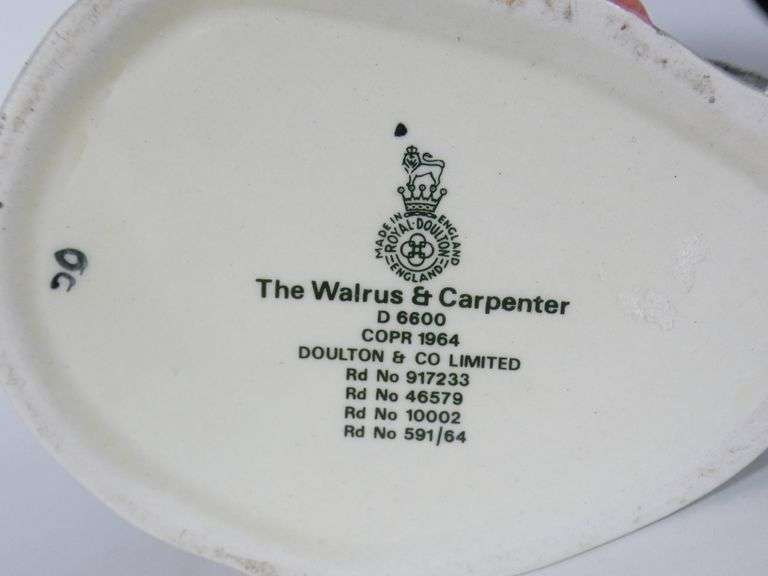 MADE IN ENGLAND
ROYAL·DOULTON
ENGLAND
The Walrus & Carpenter
D 6600
COPR 1964
DOULTON & CO LIMITED
Rd No 917233
Rd No 46579
Rd No 10002
Rd No 591/64